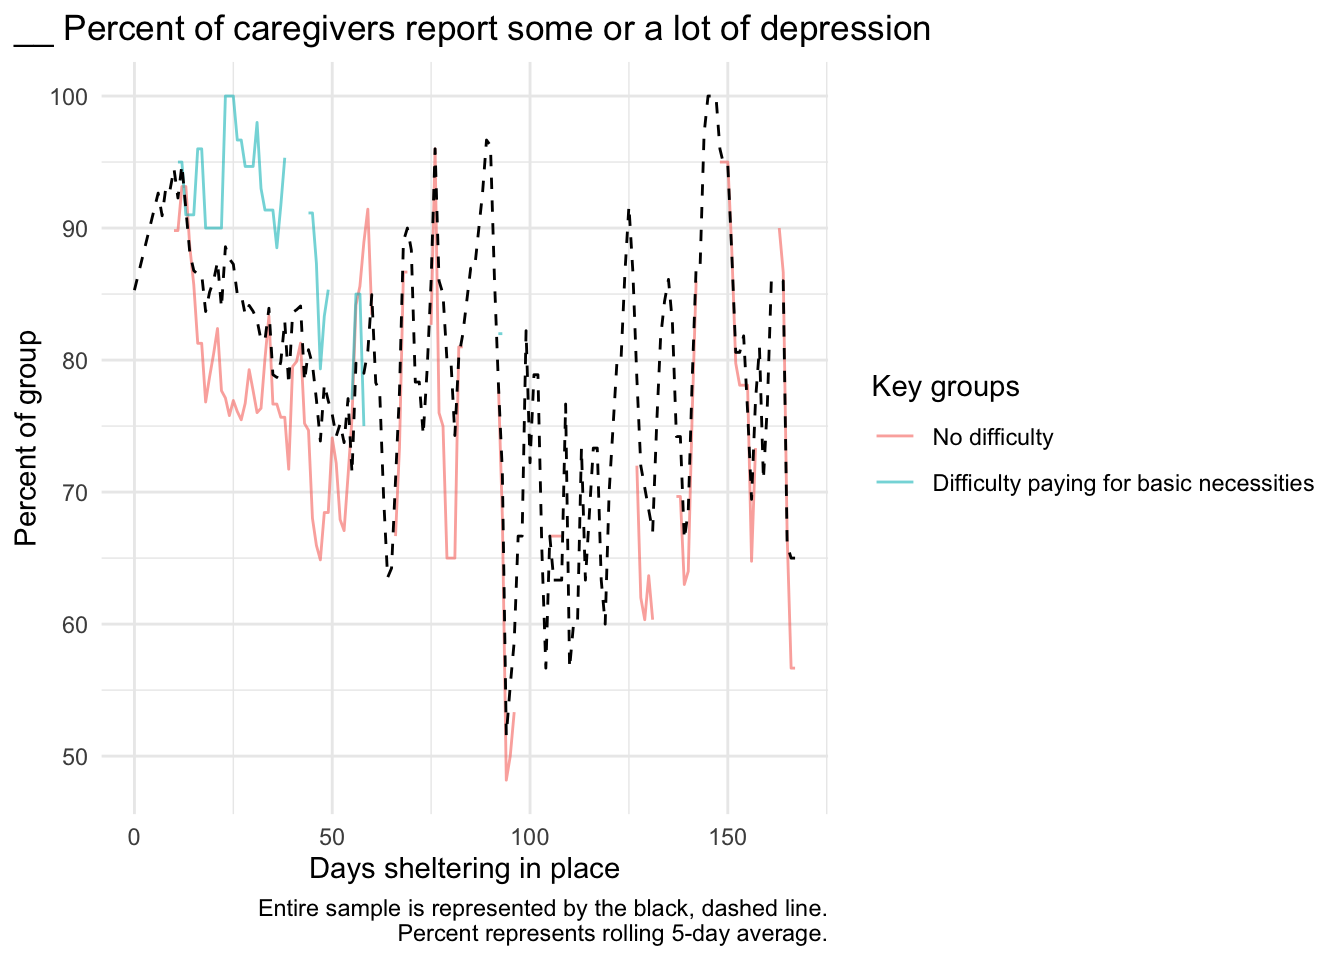 __ Percent of caregivers report some or a lot of depression
100
90
80
70
60
50
Percent of group
0 50 100 150
Days sheltering in place
Key groups
No difficulty
Difficulty paying for basic necessities
Entire sample is represented by the black, dashed line.
Percent represents rolling 5-day average.